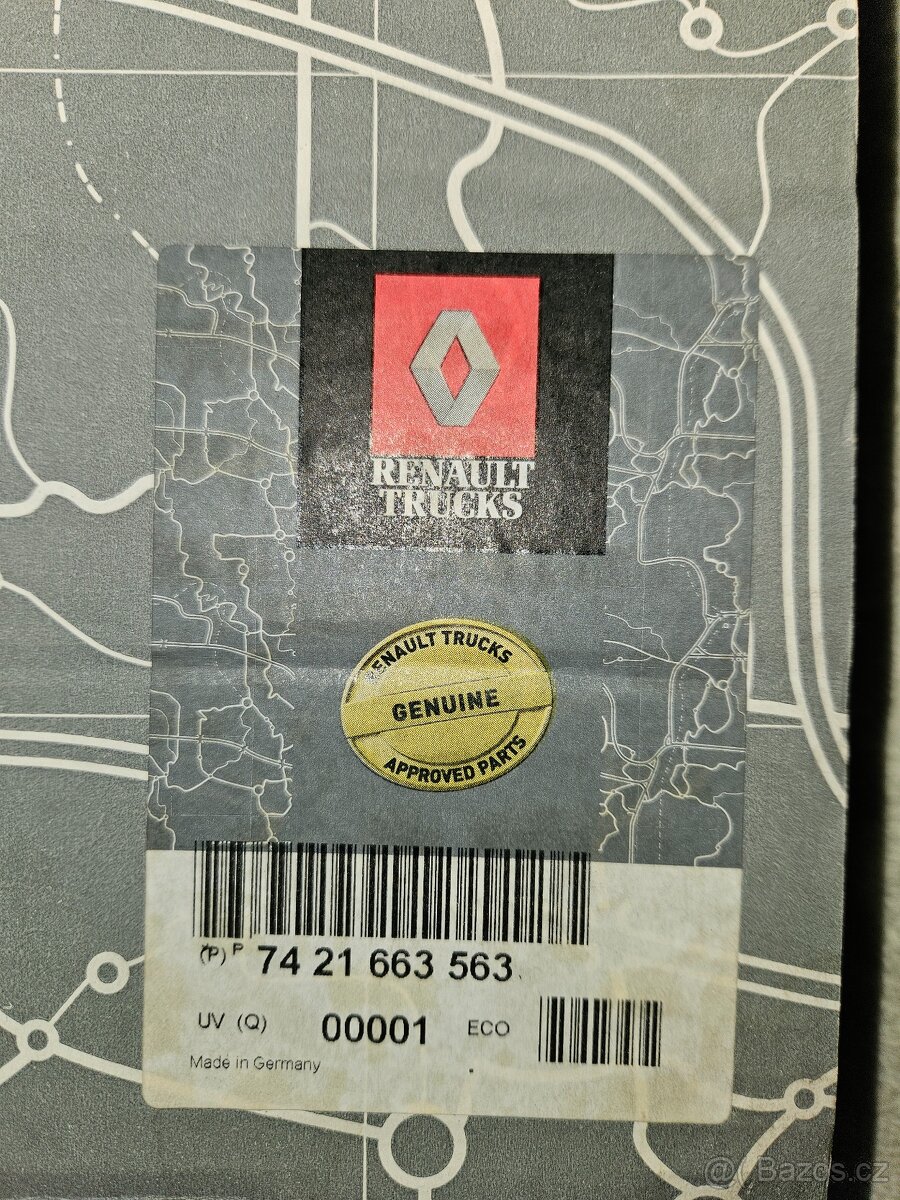 RENAULT
TRUCKS
RENAULT TRUCKS
GENUINE
APPROVED PARTS
(P) P 74 21 663 563
UV (Q) 00001 ECO
Made in Germany
@ Bazos.cz